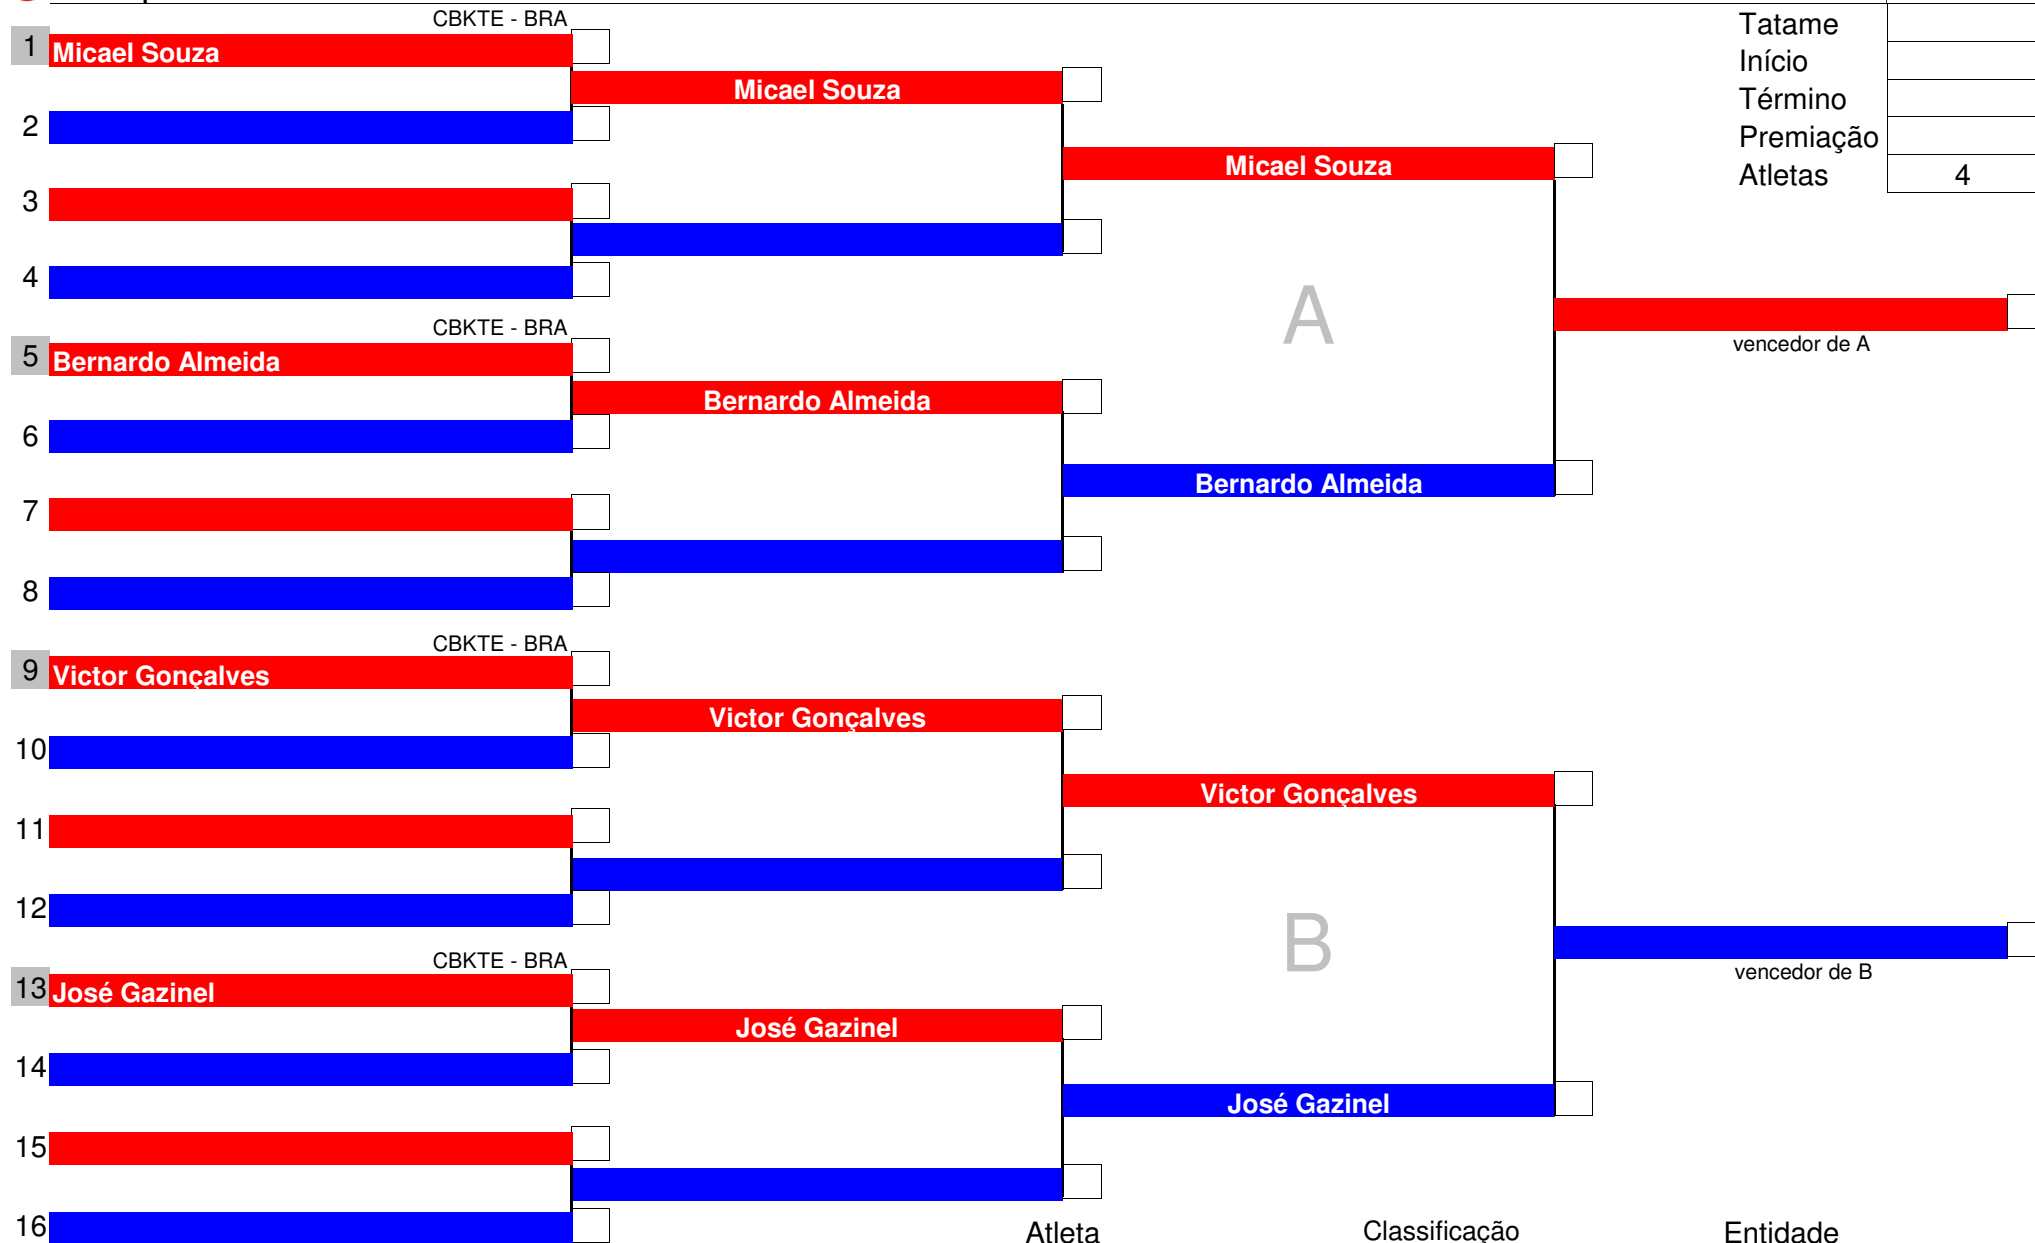 CBKTE - BRA
Tatame
1 Micael Souza
Micael Souza
Início
Término
2
Premiação
Micael Souza
Atletas 4
3
4
A
CBKTE - BRA
vencedor de A
5 Bernardo Almeida
Bernardo Almeida
6
Bernardo Almeida
7
8
CBKTE - BRA
9 Victor Gonçalves
Victor Gonçalves
10
Victor Gonçalves
11
12
B
CBKTE - BRA
vencedor de B
13 José Gazinel
José Gazinel
14
José Gazinel
15
16
Atleta Classificação Entidade